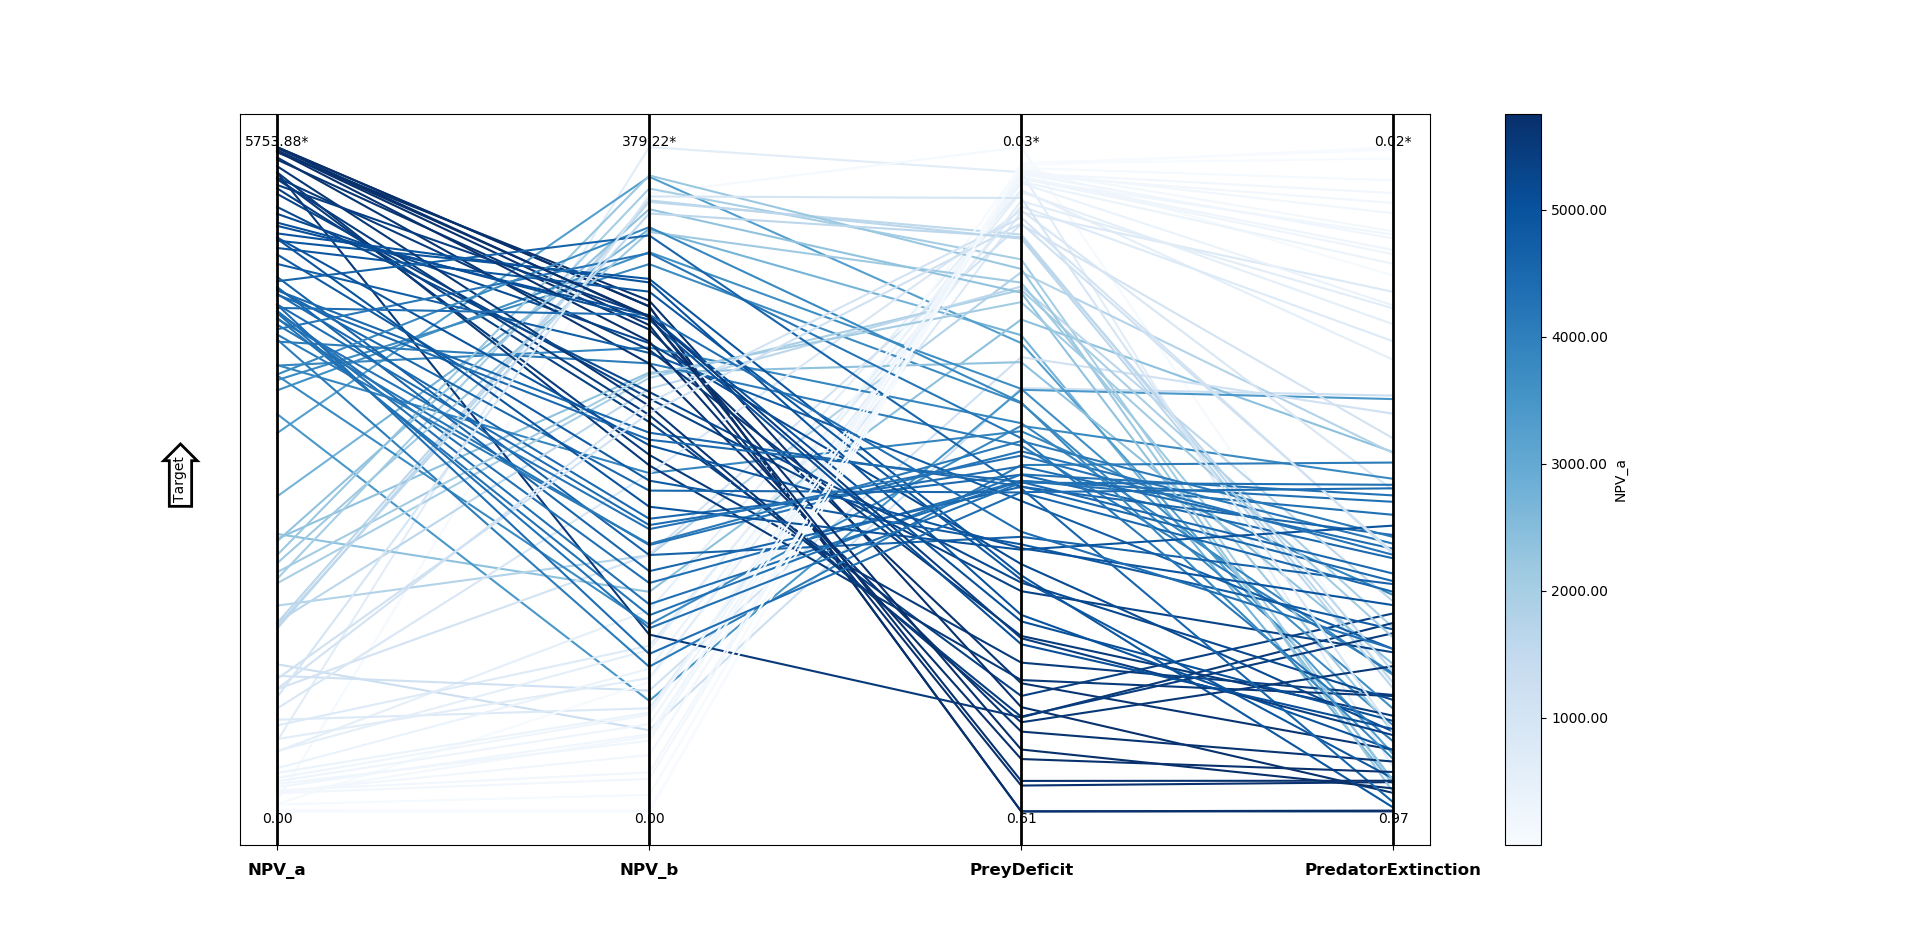 5753.88*
379.22*
0.03*
0.02*
Target
0.00
0.00
0.61
0.97
NPV_a
NPV_b
PreyDeficit
PredatorExtinction
5000.00
4000.00
3000.00
2000.00
1000.00
NPV_a